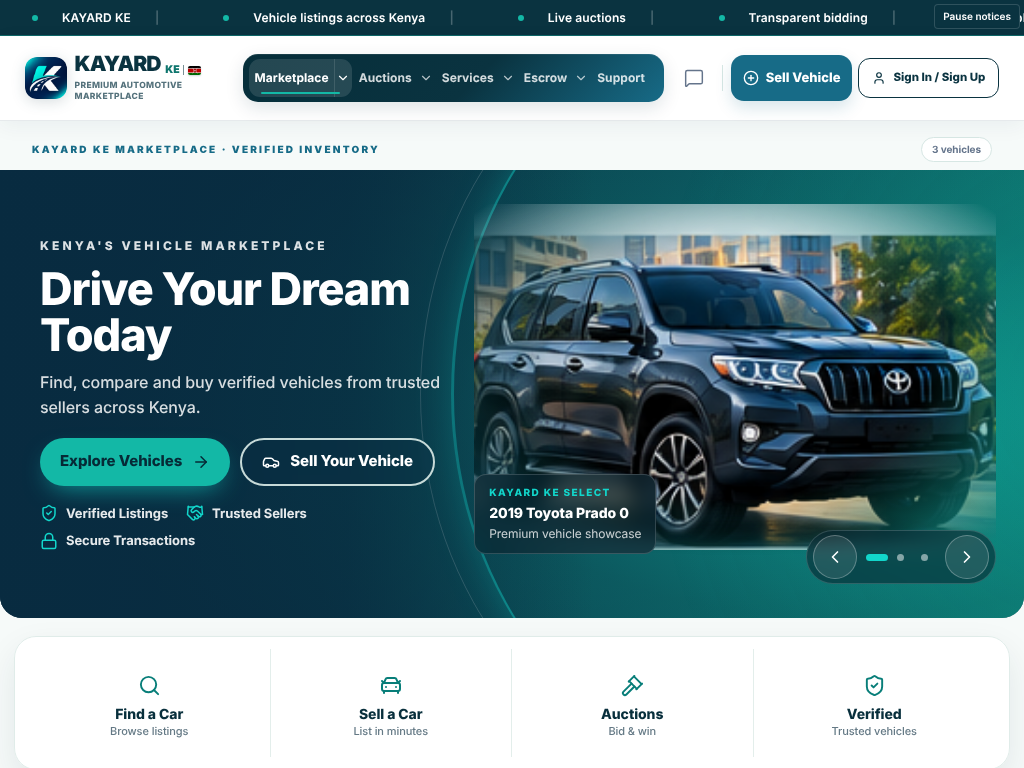 KAYARD KE
Vehicle listings across Kenya
Live auctions
Transparent bidding
Pause notices
KAYARD KE
PREMIUM AUTOMOTIVE
MARKETPLACE
Marketplace
Auctions
Services
Escrow
Support
Sell Vehicle
Sign In / Sign Up
KAYARD KE MARKETPLACE · VERIFIED INVENTORY
3 vehicles
KENYA'S VEHICLE MARKETPLACE
Drive Your Dream
Today
Find, compare and buy verified vehicles from trusted
sellers across Kenya.
Explore Vehicles
Sell Your Vehicle
Verified Listings
Trusted Sellers
Secure Transactions
KAYARD KE SELECT
2019 Toyota Prado 0
Premium vehicle showcase
Find a Car
Browse listings
Sell a Car
List in minutes
Auctions
Bid & win
Verified
Trusted vehicles